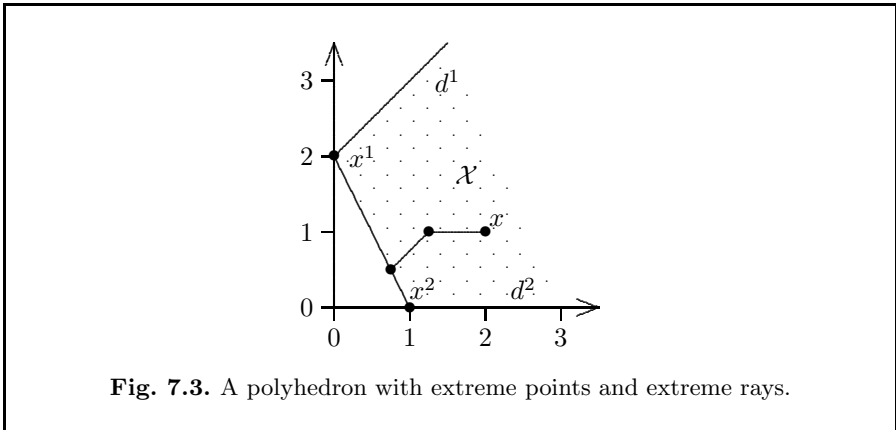 3
d¹
2
x¹
𝒳
1
x
x²
d²
0
0 1 2 3
Fig. 7.3. A polyhedron with extreme points and extreme rays.